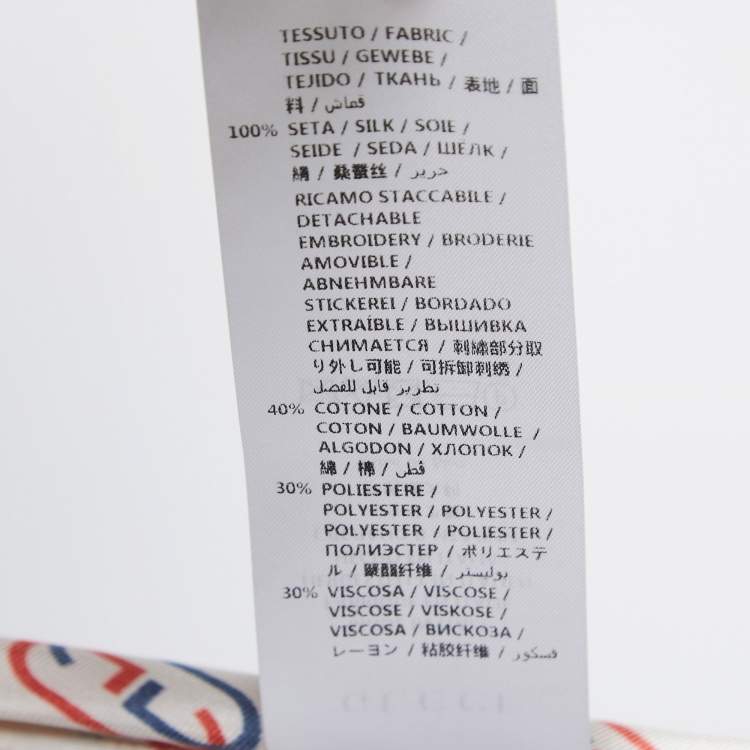 TESSUTO / FABRIC /
TISSU / GEWEBE /
TEJIDO / ТКАНЬ / 表地 / 面
料 / قماش
100% SETA / SILK / SOIE /
SEIDE / SEDA / ШЕЛК /
絹 / 桑蚕丝 / حرير
RICAMO STACCABILE /
DETACHABLE
EMBROIDERY / BRODERIE
AMOVIBLE /
ABNEHMBARE
STICKEREI / BORDADO
EXTRAÍBLE / ВЫШИВКА
СНИМАЕТСЯ / 刺繍部分取
り外し可能 / 可拆卸刺绣 /
تطريز قابل للفصل
40% COTONE / COTTON /
COTON / BAUMWOLLE /
ALGODON / ХЛОПОК /
綿 / 棉 / قطن
30% POLIESTERE /
POLYESTER / POLYESTER /
POLYESTER / POLIESTER /
ПОЛИЭСТЕР / ポリエステ
ル / 聚酯纤维 / بوليستر
30% VISCOSA / VISCOSE /
VISCOSE / VISKOSE /
VISCOSA / ВИСКОЗА /
レーヨン / 粘胶纤维 / فسكوز